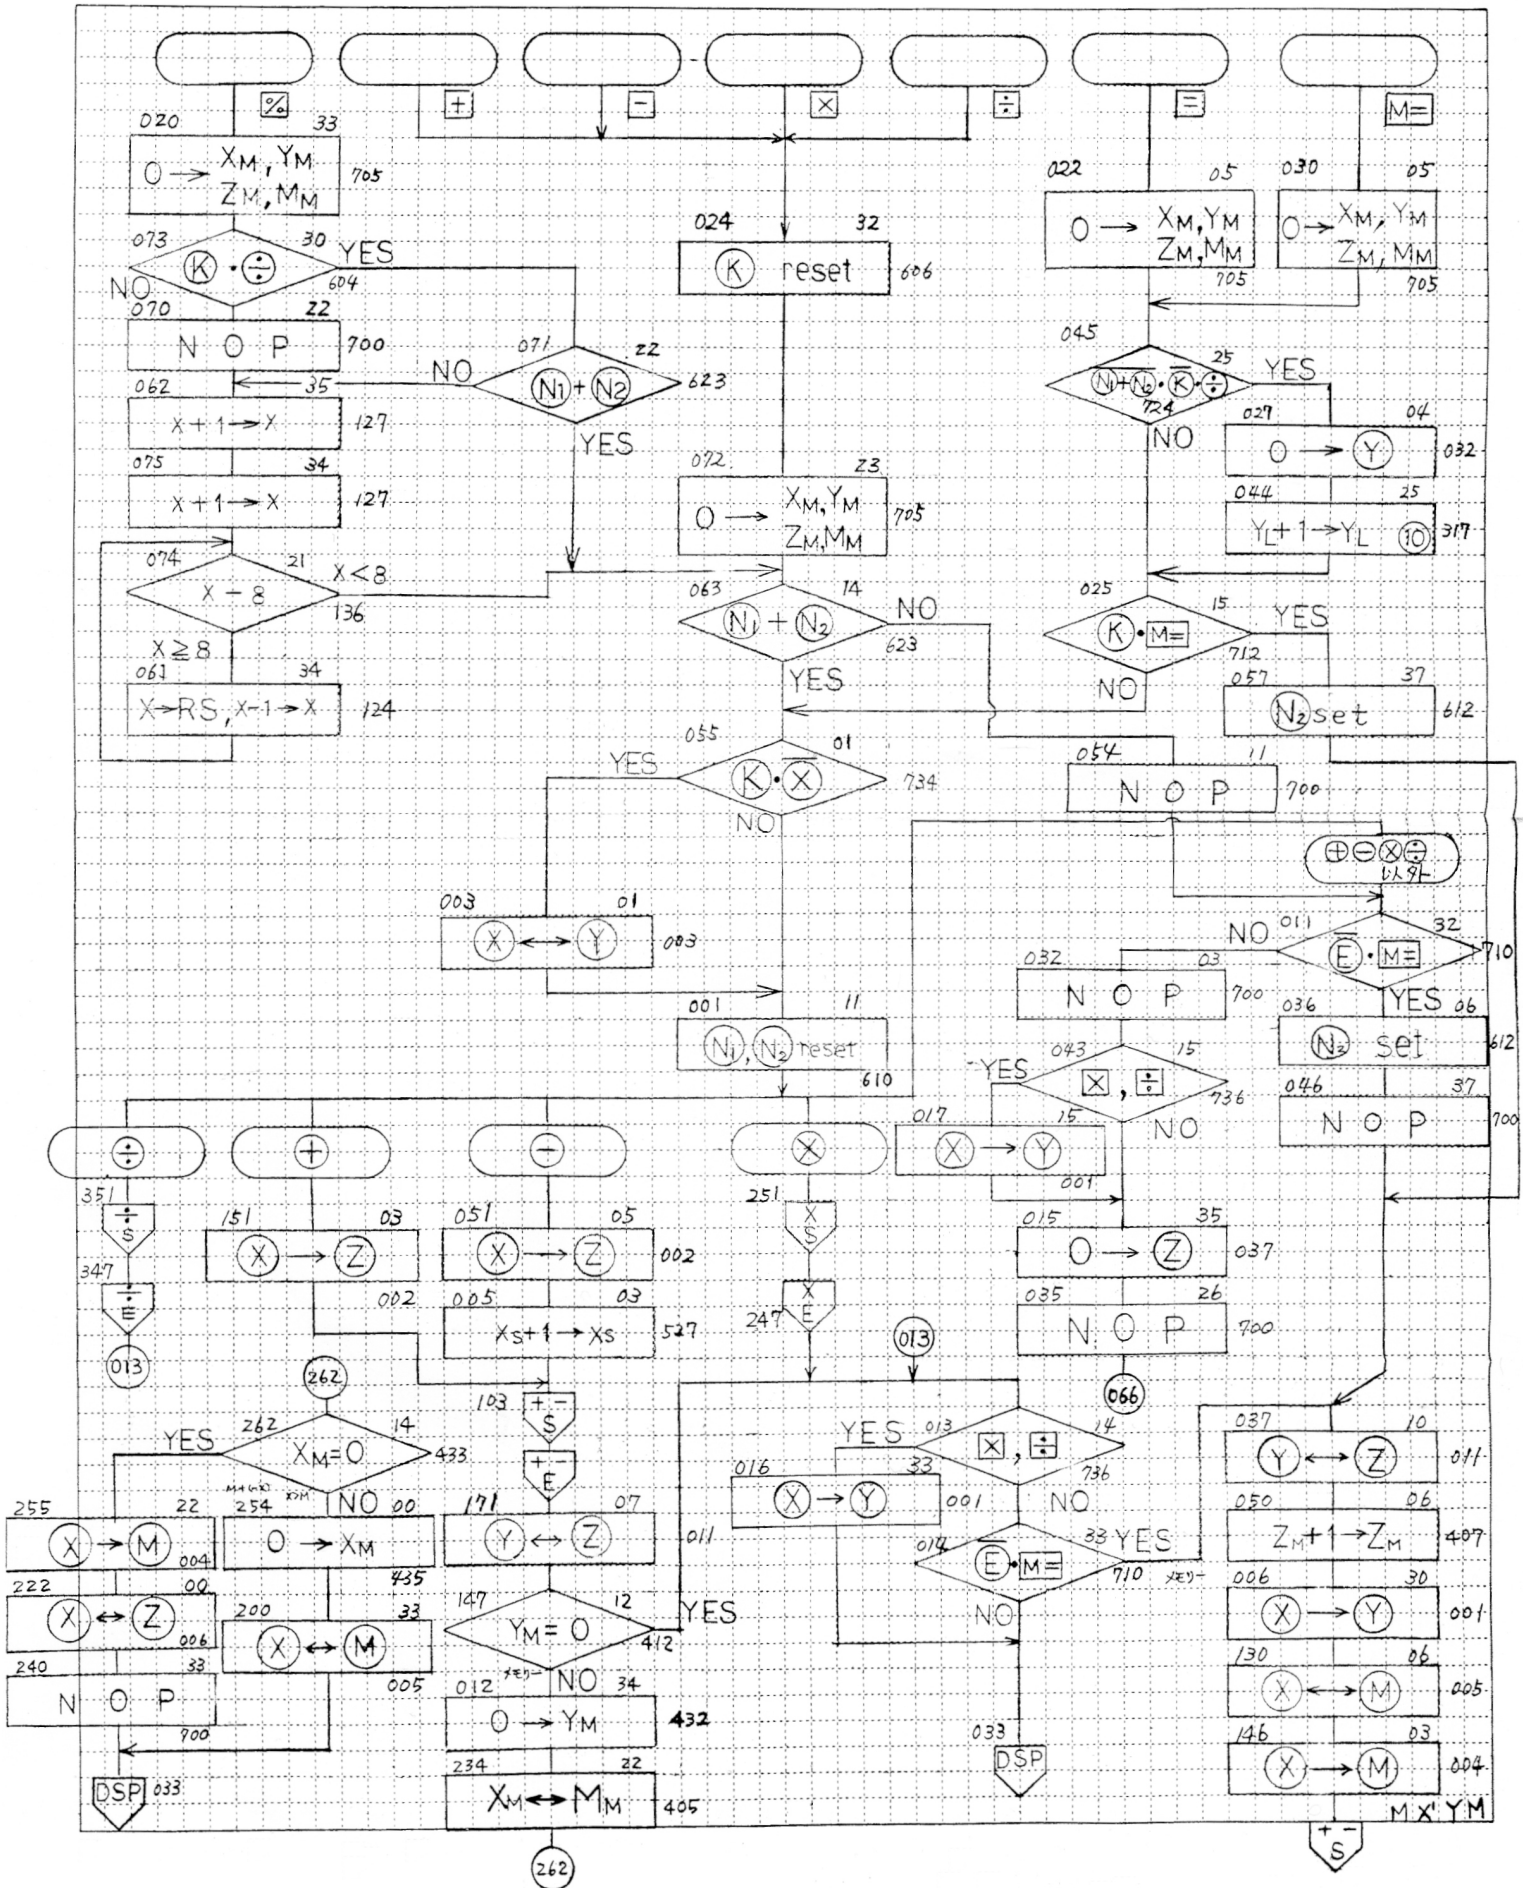 % + - × ÷ = M=
020 33
0 → XM, YM
ZM, MM
705
073 30
Ⓚ・÷
YES
NO
604
070 22
N O P
700
071 22
N1 + N2
623
NO
YES
062 35
X + 1 → X
127
075 34
X + 1 → X
127
074 21
X - 8
X < 8
136
X ≧ 8
061 34
X→RS, X-1→X
124
024 32
K reset
606
072 23
0 → XM, YM
ZM, MM
705
063 14
N1 + N2
NO
623
YES
022 05
0 → XM, YM
ZM, MM
705
030 05
0 → XM, YM
ZM, MM
705
045 25
N1+N2・K̅・÷
724
YES
NO
027 04
0 → Y
032
044 25
YL+1→YL ⑩
317
025 15
K・M=
712
YES
NO
057 37
N2 set
612
055 01
K・X̅
734
YES
NO
054 11
N O P
700
+ - × ÷
以外
003 01
X ↔ Y
003
011 32
E̅・M=
710
NO
YES
032 03
N O P
700
036 06
N2 set
612
001 11
N1, N2 reset
610
043 15
×, ÷
736
YES
NO
046 37
N O P
700
÷ + - ×
017 15
X → Y
001
351
÷
S
347
÷
E
013
151 03
X → Z
002
051 05
X → Z
002
005 03
XS+1→XS
527
251
X
S
X
E
247
015 35
0 → Z
037
035 26
N O P
700
066
013
262
262 14
XM=0
433
YES
NO
103
+ -
S
+ -
E
013 14
×, ÷
736
YES
NO
016 33
X → Y
001
037 10
Y ↔ Z
011
255 22
X → M
004
254 00
0 → XM
435
171 07
Y ↔ Z
011
014 33
E̅・M=
710
YES
メモリー
NO
050 06
ZM+1→ZM
407
222 00
X ↔ Z
006
200 33
X ↔ M
005
147 12
YM=0
412
YES
メモリー
NO
006 30
X → Y
001
240 33
N O P
700
012 34
0 → YM
432
130 06
X ↔ M
005
DSP 033
234 22
XM ↔ MM
405
262
033
DSP
146 03
X → M
004
M X' Y M
+ -
S